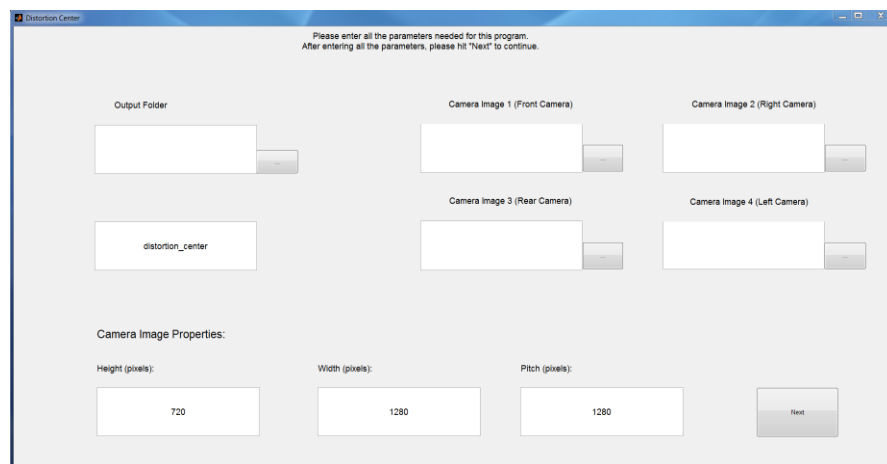 Distortion Center
Please enter all the parameters needed for this program.
After entering all the parameters, please hit "Next" to continue.
Output Folder
Camera Image 1 (Front Camera)
Camera Image 2 (Right Camera)
...
...
...
Camera Image 3 (Rear Camera)
Camera Image 4 (Left Camera)
distortion_center
...
...
Camera Image Properties:
Height (pixels):
Width (pixels):
Pitch (pixels):
720
1280
1280
Next